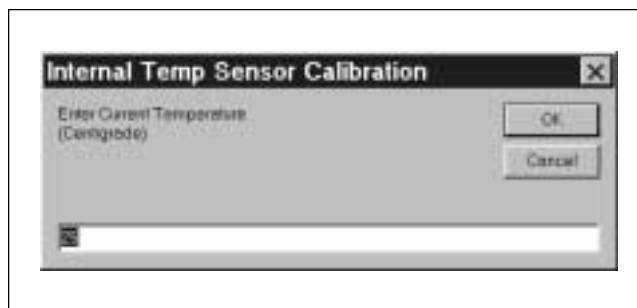 Internal Temp Sensor Calibration
Enter Current Temperature
(Centigrade)
OK
Cancel